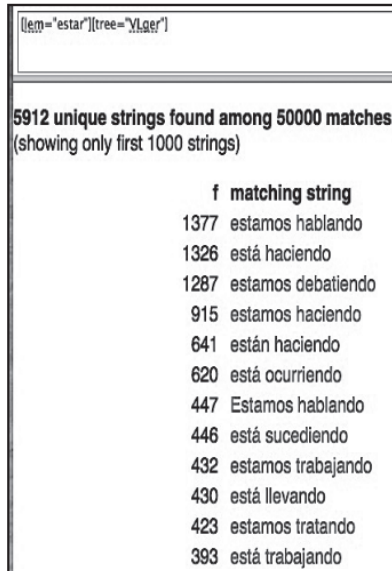 [lem="estar"][tree="VLger"]
5912 unique strings found among 50000 matches
(showing only first 1000 strings)
f matching string
1377 estamos hablando
1326 está haciendo
1287 estamos debatiendo
915 estamos haciendo
641 están haciendo
620 está ocurriendo
447 Estamos hablando
446 está sucediendo
432 estamos trabajando
430 está llevando
423 estamos tratando
393 está trabajando